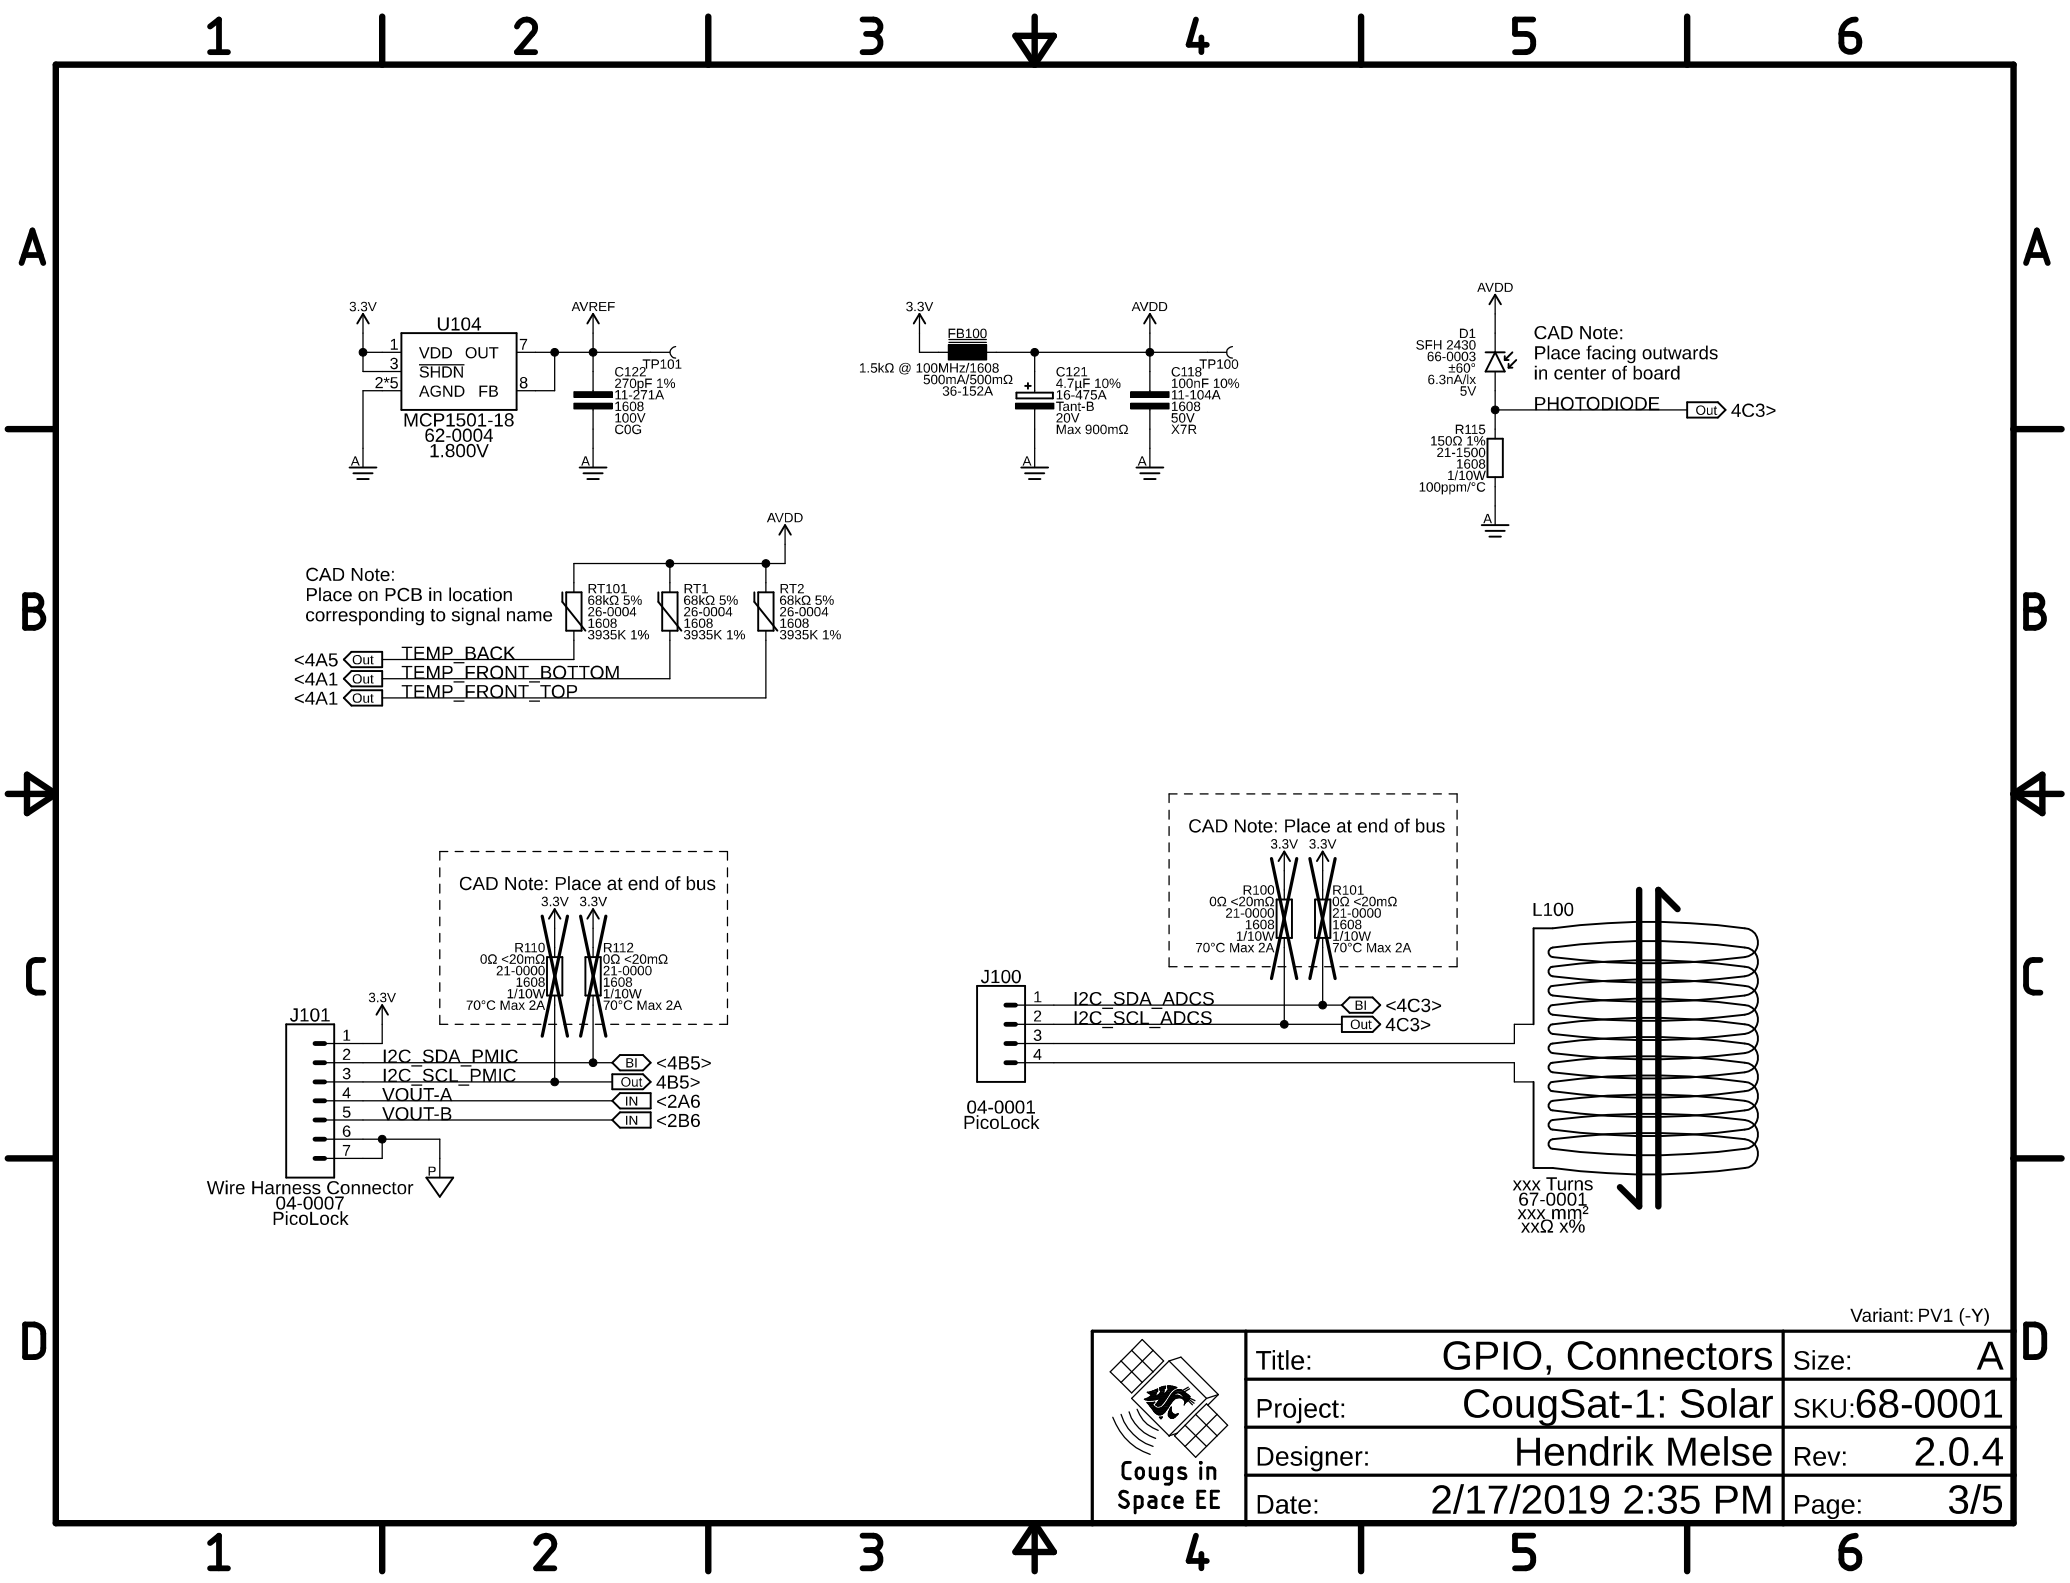 1 2 3 4 5 6
A A
3.3V
U104
1 VDD OUT 7
3 SHDN
2*5 AGND FB 8
MCP1501-18
62-0004
1.800V
A
AVREF
TP101
C122
270pF 1%
11-271A
1608
100V
C0G
A
3.3V
FB100
1.5kΩ @ 100MHz/1608
500mA/500mΩ
36-152A
C121
4.7µF 10%
16-475A
Tant-B
20V
Max 900mΩ
+
A
AVDD
TP100
C118
100nF 10%
11-104A
1608
50V
X7R
A
AVDD
D1
SFH 2430
66-0003
±60°
6.3nA/lx
5V
CAD Note:
Place facing outwards
in center of board
PHOTODIODE Out 4C3>
R115
150Ω 1%
21-1500
1608
1/10W
100ppm/°C
A
B B
AVDD
CAD Note:
Place on PCB in location
corresponding to signal name
RT101
68kΩ 5%
26-0004
1608
3935K 1%
RT1
68kΩ 5%
26-0004
1608
3935K 1%
RT2
68kΩ 5%
26-0004
1608
3935K 1%
<4A5 Out TEMP_BACK
<4A1 Out TEMP_FRONT_BOTTOM
<4A1 Out TEMP_FRONT_TOP
C C
CAD Note: Place at end of bus
3.3V 3.3V
R110
0Ω <20mΩ
21-0000
1608
1/10W
70°C Max 2A
R112
0Ω <20mΩ
21-0000
1608
1/10W
70°C Max 2A
3.3V
J101
1
2 I2C_SDA_PMIC BI <4B5>
3 I2C_SCL_PMIC Out 4B5>
4 VOUT-A IN <2A6
5 VOUT-B IN <2B6
6
7
P
Wire Harness Connector
04-0007
PicoLock
CAD Note: Place at end of bus
3.3V 3.3V
R100
0Ω <20mΩ
21-0000
1608
1/10W
70°C Max 2A
R101
0Ω <20mΩ
21-0000
1608
1/10W
70°C Max 2A
J100
1 I2C_SDA_ADCS BI <4C3>
2 I2C_SCL_ADCS Out 4C3>
3
4
04-0001
PicoLock
L100
xxx Turns
67-0001
xxx mm²
xxΩ x%
D D
Variant: PV1 (-Y)
Cougs in
Space EE
Title: GPIO, Connectors Size: A
Project: CougSat-1: Solar SKU: 68-0001
Designer: Hendrik Melse Rev: 2.0.4
Date: 2/17/2019 2:35 PM Page: 3/5
1 2 3 4 5 6